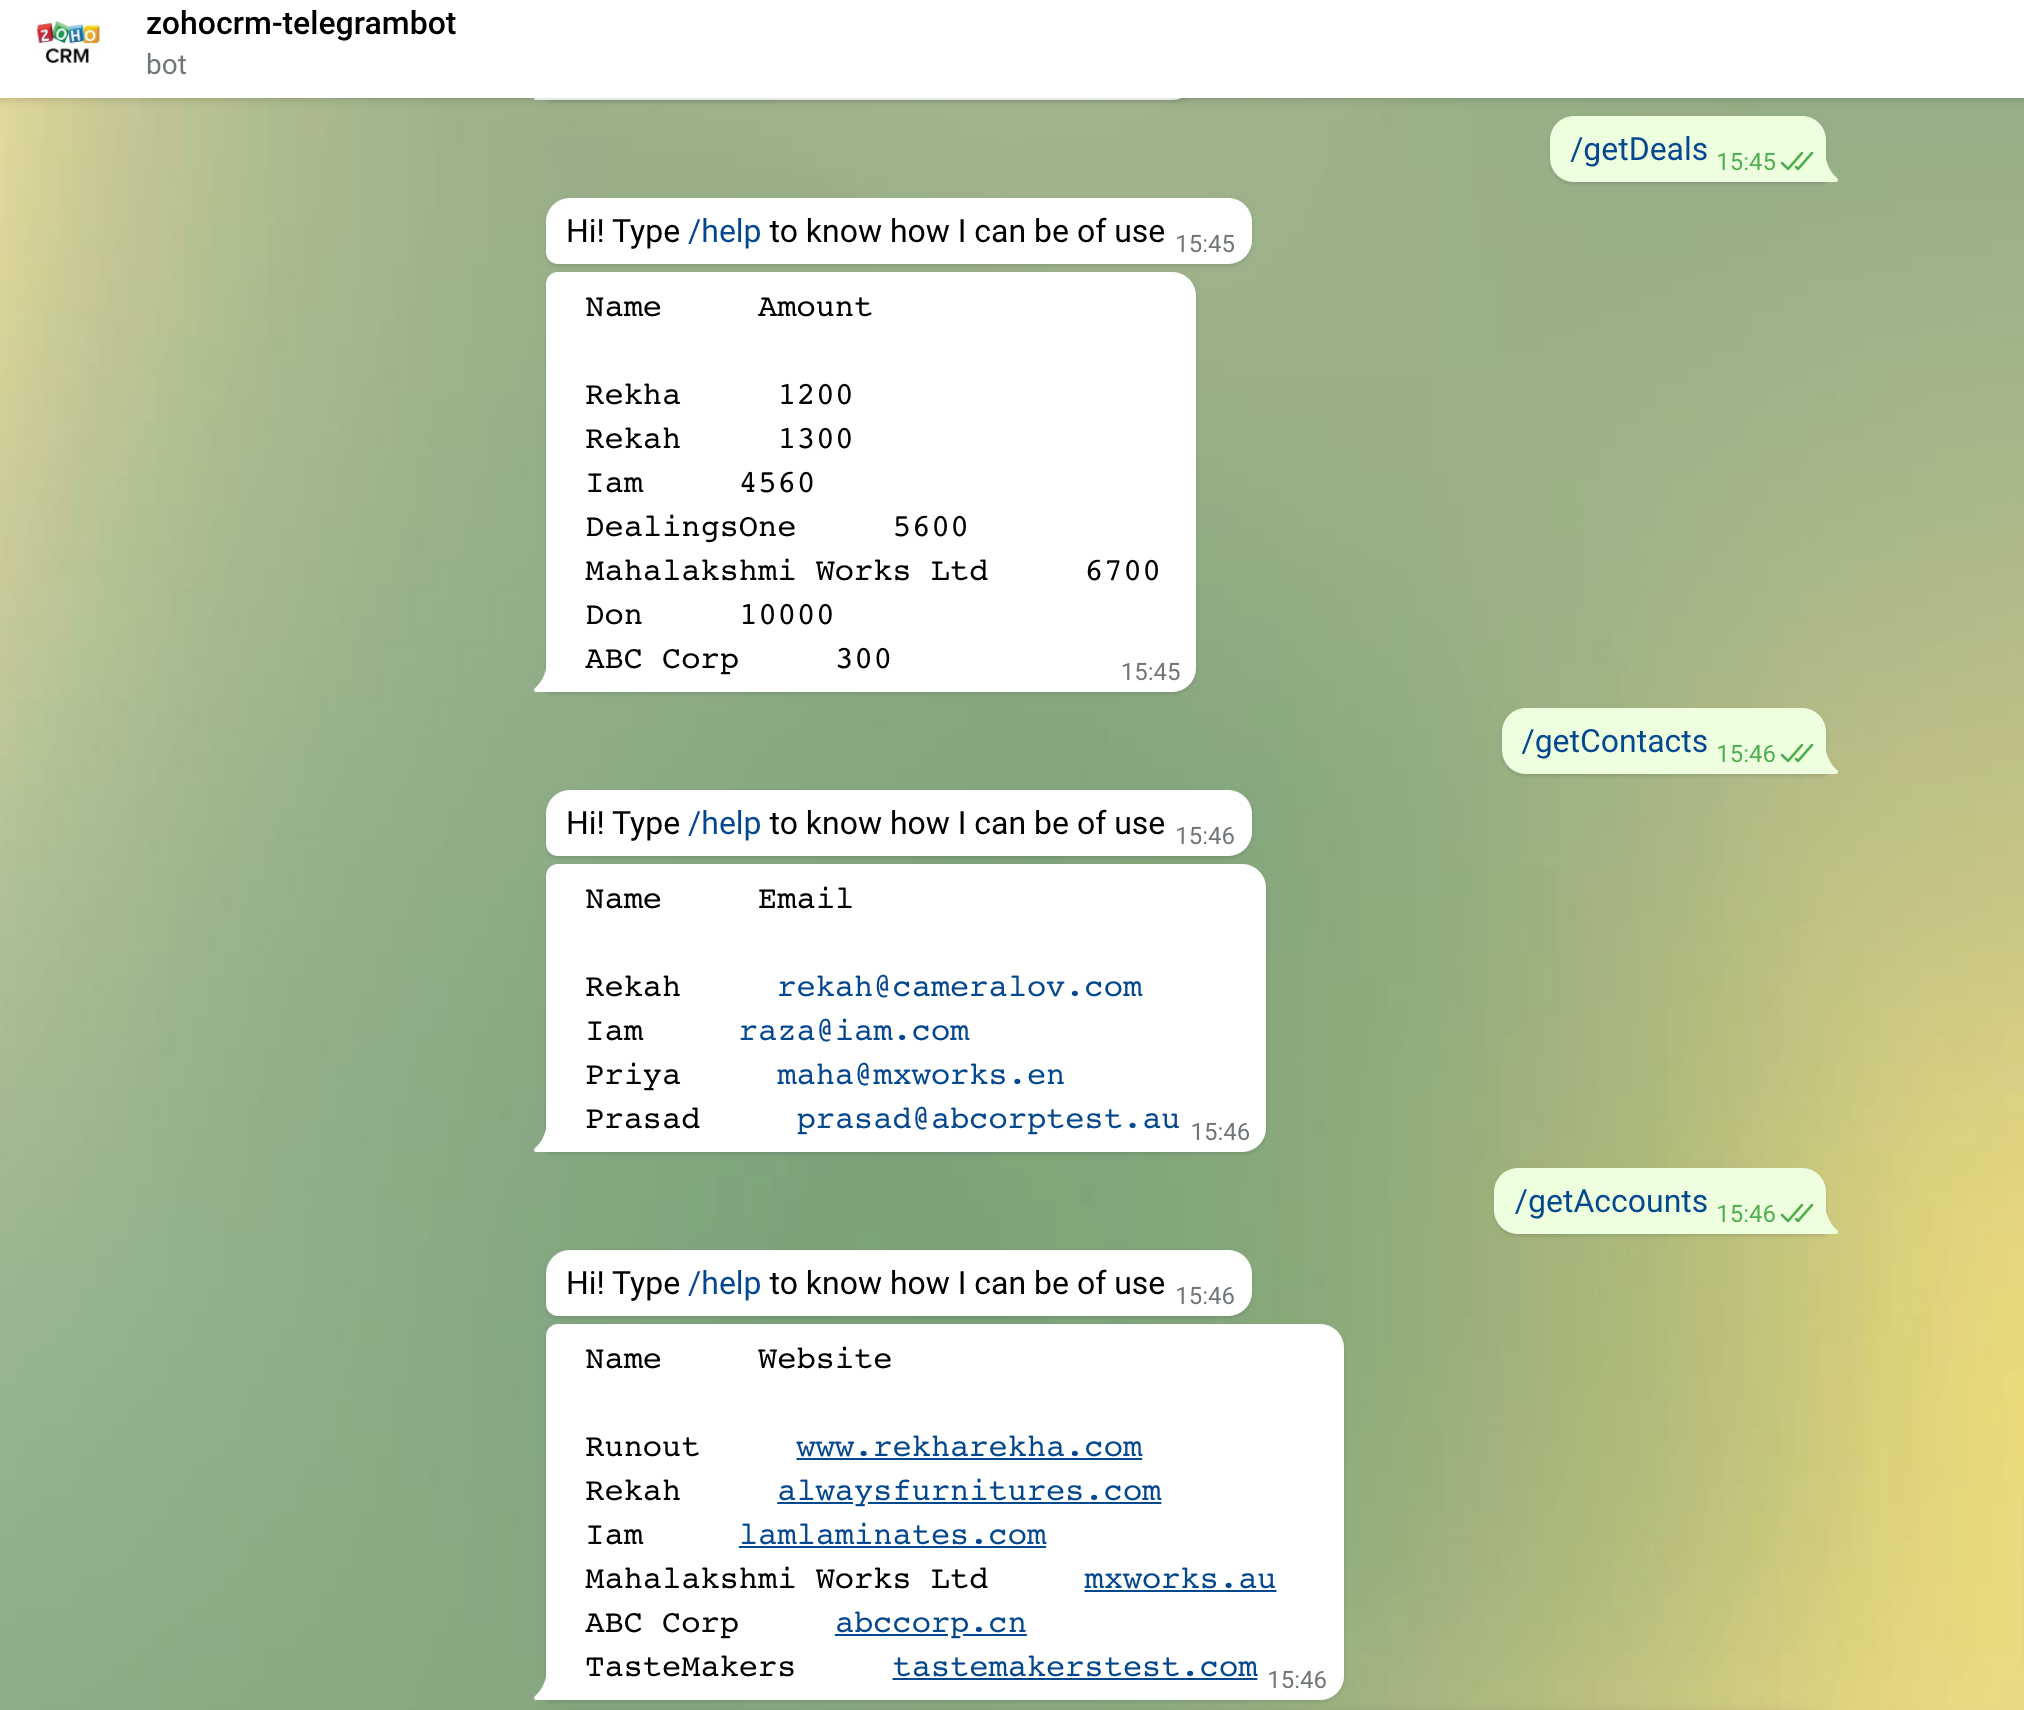 ZOHO
CRM
zohocrm-telegrambot
bot
/getDeals 15:45
Hi! Type /help to know how I can be of use 15:45
Name Amount
Rekha 1200
Rekah 1300
Iam 4560
DealingsOne 5600
Mahalakshmi Works Ltd 6700
Don 10000
ABC Corp 300 15:45
/getContacts 15:46
Hi! Type /help to know how I can be of use 15:46
Name Email
Rekah rekah@cameralov.com
Iam raza@iam.com
Priya maha@mxworks.en
Prasad prasad@abcorptest.au 15:46
/getAccounts 15:46
Hi! Type /help to know how I can be of use 15:46
Name Website
Runout www.rekharekha.com
Rekah alwaysfurnitures.com
Iam lamlaminates.com
Mahalakshmi Works Ltd mxworks.au
ABC Corp abccorp.cn
TasteMakers tastemakerstest.com 15:46